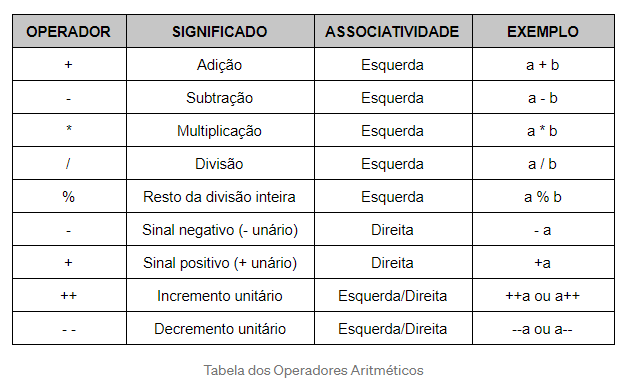 OPERADOR SIGNIFICADO ASSOCIATIVIDADE EXEMPLO
+ Adição Esquerda a + b
- Subtração Esquerda a - b
* Multiplicação Esquerda a * b
/ Divisão Esquerda a / b
% Resto da divisão inteira Esquerda a % b
- Sinal negativo (- unário) Direita - a
+ Sinal positivo (+ unário) Direita +a
++ Incremento unitário Esquerda/Direita ++a ou a++
- - Decremento unitário Esquerda/Direita --a ou a--
Tabela dos Operadores Aritméticos